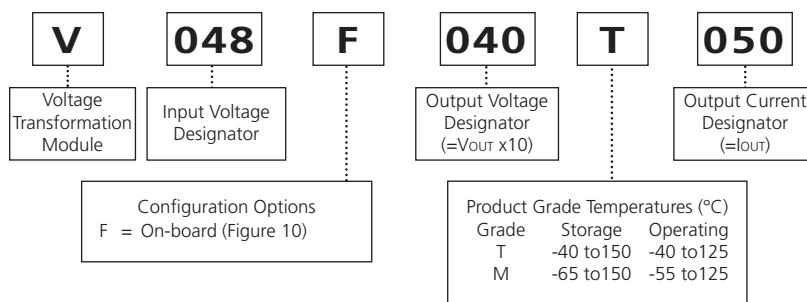 V 048 F 040 T 050
Voltage
Transformation
Module
Input Voltage
Designator
Output Voltage
Designator
(=VOUT x10)
Output Current
Designator
(=IOUT)
Configuration Options
F = On-board (Figure 10)
Product Grade Temperatures (°C)
Grade Storage Operating
T -40 to150 -40 to125
M -65 to150 -55 to125